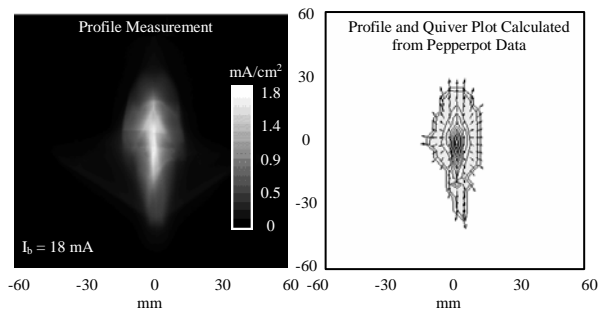 Profile Measurement
mA/cm²
1.8
1.4
0.9
0.5
0
I_b = 18 mA
-60 -30 0 30 60
mm
Profile and Quiver Plot Calculated
from Pepperpot Data
60
30
0
-30
-60
-60 -30 0 30 60
mm